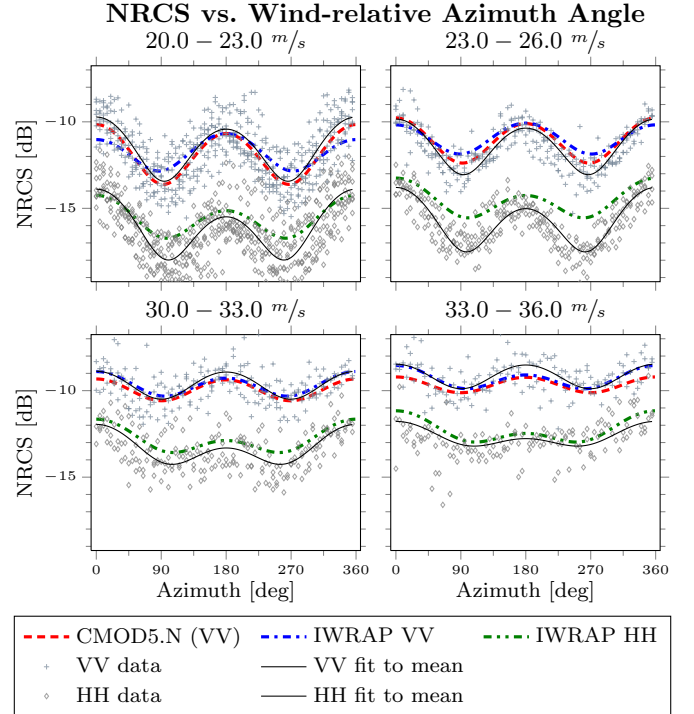 NRCS vs. Wind-relative Azimuth Angle
20.0 − 23.0 m/s
23.0 − 26.0 m/s
−10
−15
NRCS [dB]
30.0 − 33.0 m/s
33.0 − 36.0 m/s
−10
−15
NRCS [dB]
0 90 180 270 360
0 90 180 270 360
Azimuth [deg]
Azimuth [deg]
CMOD5.N (VV) IWRAP VV IWRAP HH
VV data VV fit to mean
HH data HH fit to mean